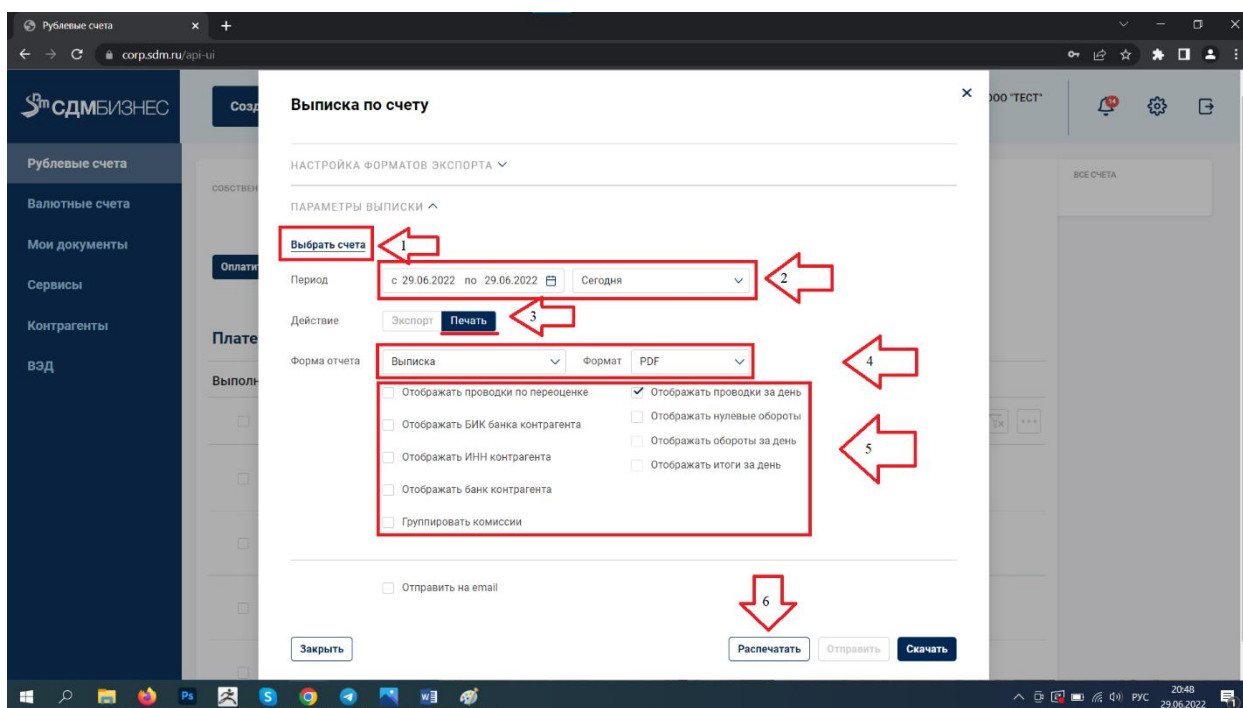 Рублевые счета
corp.sdm.ru/api-ui
СДМБИЗНЕС
Созд
Выписка по счету
ООО "ТЕСТ"
Рублевые счета
Валютные счета
Мои документы
Сервисы
Контрагенты
ВЭД
СОБСТВЕН
ВСЕ СЧЕТА
Оплати
Плате
Выполн
НАСТРОЙКА ФОРМАТОВ ЭКСПОРТА
ПАРАМЕТРЫ ВЫПИСКИ
Выбрать счета
1
Период
с 29.06.2022 по 29.06.2022
Сегодня
2
Действие
Экспорт
Печать
3
Форма отчета
Выписка
Формат
PDF
4
Отображать проводки по переоценке
Отображать проводки за день
Отображать БИК банка контрагента
Отображать нулевые обороты
Отображать ИНН контрагента
Отображать обороты за день
Отображать банк контрагента
Отображать итоги за день
Группировать комиссии
5
Отправить на email
6
Закрыть
Распечатать
Отправить
Скачать
РУС
20:48
29.06.2022